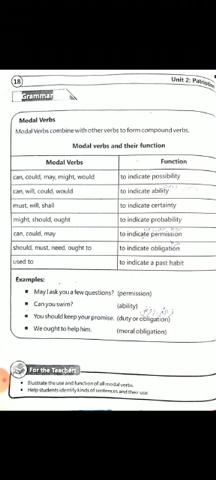 18
Unit 2: Patriotism
Grammar
Modal Verbs
Modal Verbs combine with other verbs to form compound verbs.
Modal verbs and their function
Modal Verbs Function
can, could, may, might, would to indicate possibility
can, will, could, would to indicate ability
must, will, shall to indicate certainty
might, should, ought to indicate probability
can, could, may to indicate permission
should, must, need, ought to to indicate obligation
used to to indicate a past habit
Examples:
▪ May I ask you a few questions? (permission)
▪ Can you swim? (ability)
▪ You should keep your promise. (duty or obligation)
▪ We ought to help him. (moral obligation)
For the Teachers
• Illustrate the use and function of all modal verbs.
• Help students identify kinds of sentences and their use.